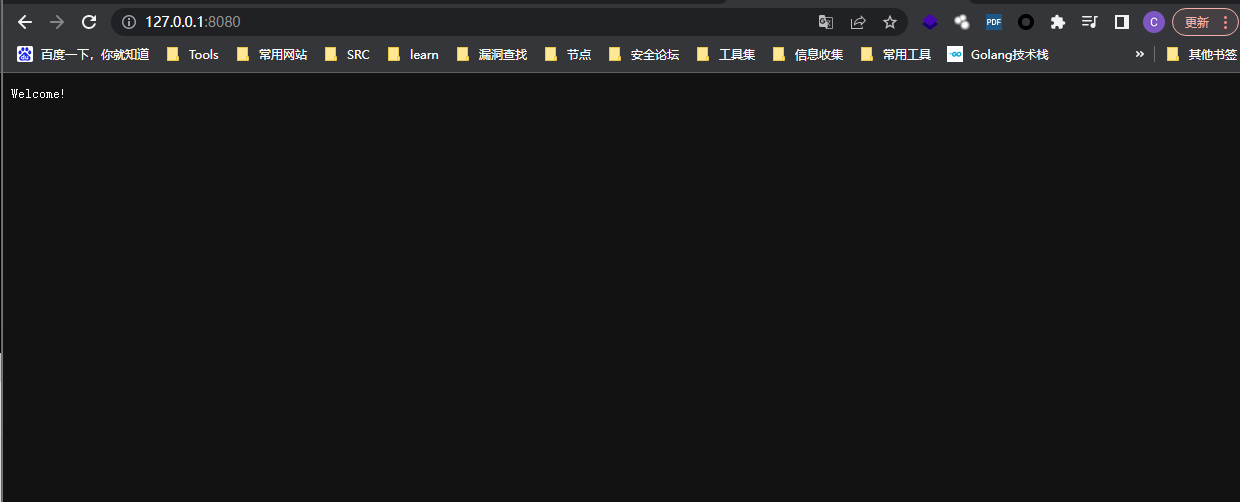 127.0.0.1:8080
PDF
C
更新
百度一下，你就知道 Tools 常用网站 SRC learn 漏洞查找 节点 安全论坛 工具集 信息收集 常用工具 Golang技术栈 » 其他书签
Welcome!